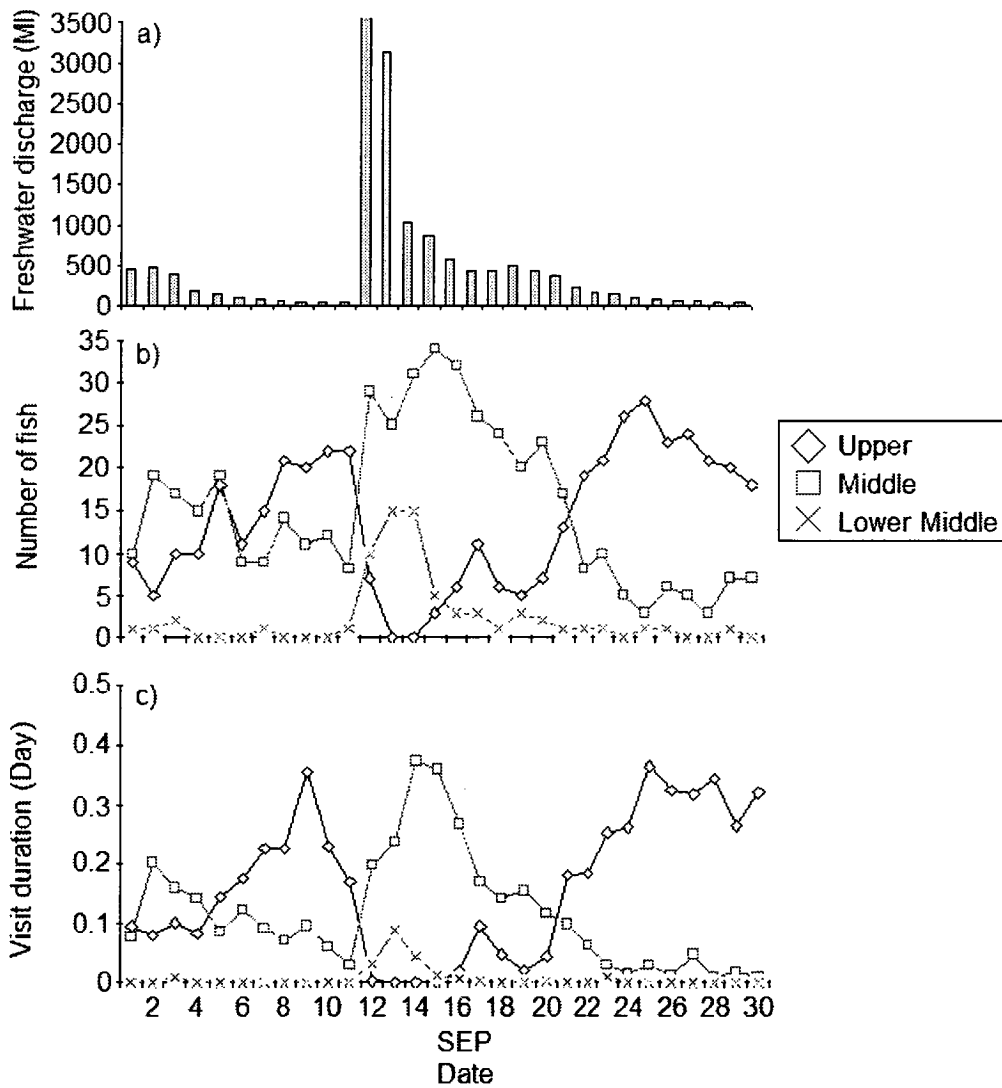 a)
Freshwater discharge (Ml)
3500
3000
2500
2000
1500
1000
500
0
b)
Number of fish
35
30
25
20
15
10
5
0
Upper
Middle
Lower Middle
c)
Visit duration (Day)
0.5
0.4
0.3
0.2
0.1
0
2 4 6 8 10 12 14 16 18 20 22 24 26 28 30
SEP
Date